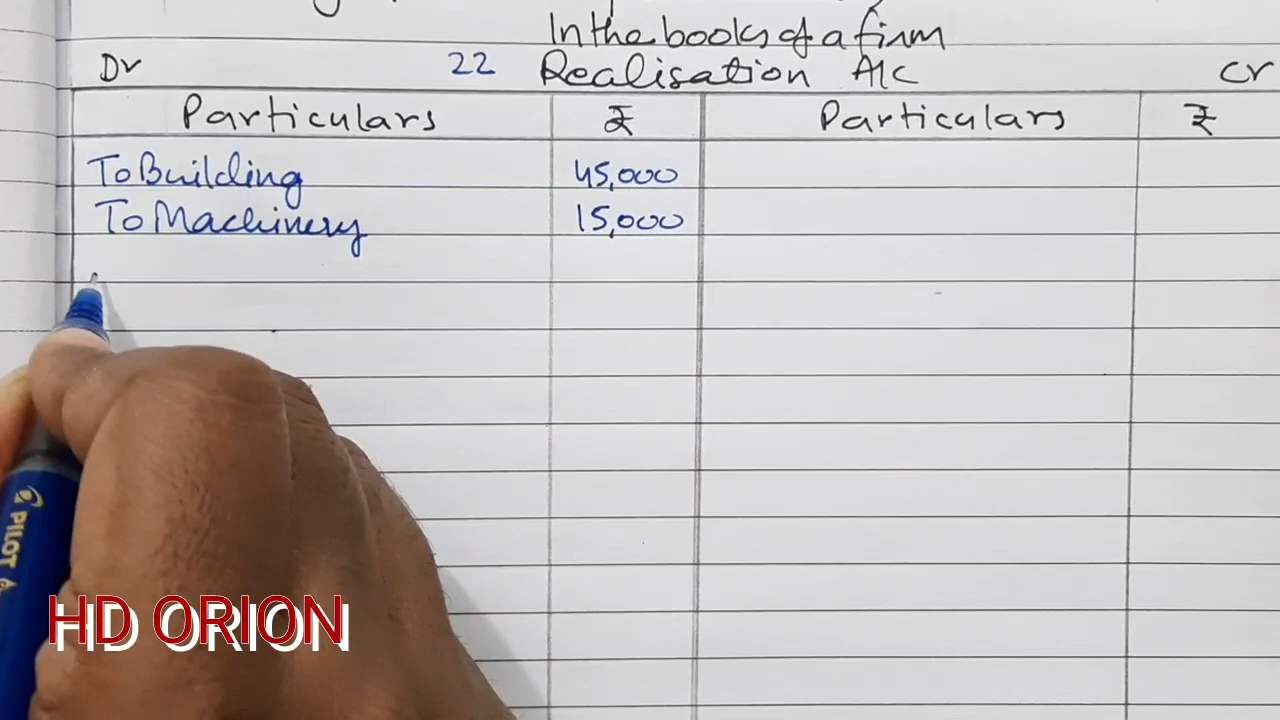 In the books of a firm
Dr 22 Realisation A/C Cr
Particulars ₹ Particulars ₹
To Building 45,000
To Machinery 15,000
PILOT
HD ORION